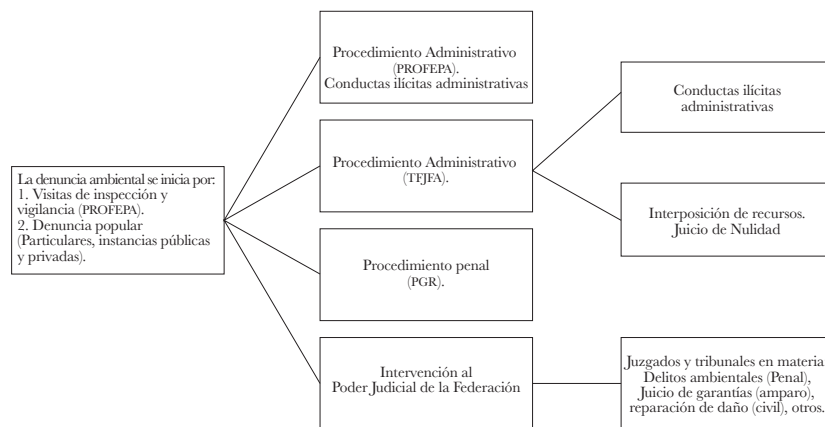 La denuncia ambiental se inicia por:
1. Visitas de inspección y
vigilancia (PROFEPA).
2. Denuncia popular
(Particulares, instancias públicas
y privadas).
Procedimiento Administrativo
(PROFEPA).
Conductas ilícitas administrativas
Procedimiento Administrativo
(TFJFA).
Conductas ilícitas
administrativas
Interposición de recursos.
Juicio de Nulidad
Procedimiento penal
(PGR).
Intervención al
Poder Judicial de la Federación
Juzgados y tribunales en materia:
Delitos ambientales (Penal),
Juicio de garantías (amparo),
reparación de daño (civil), otros.